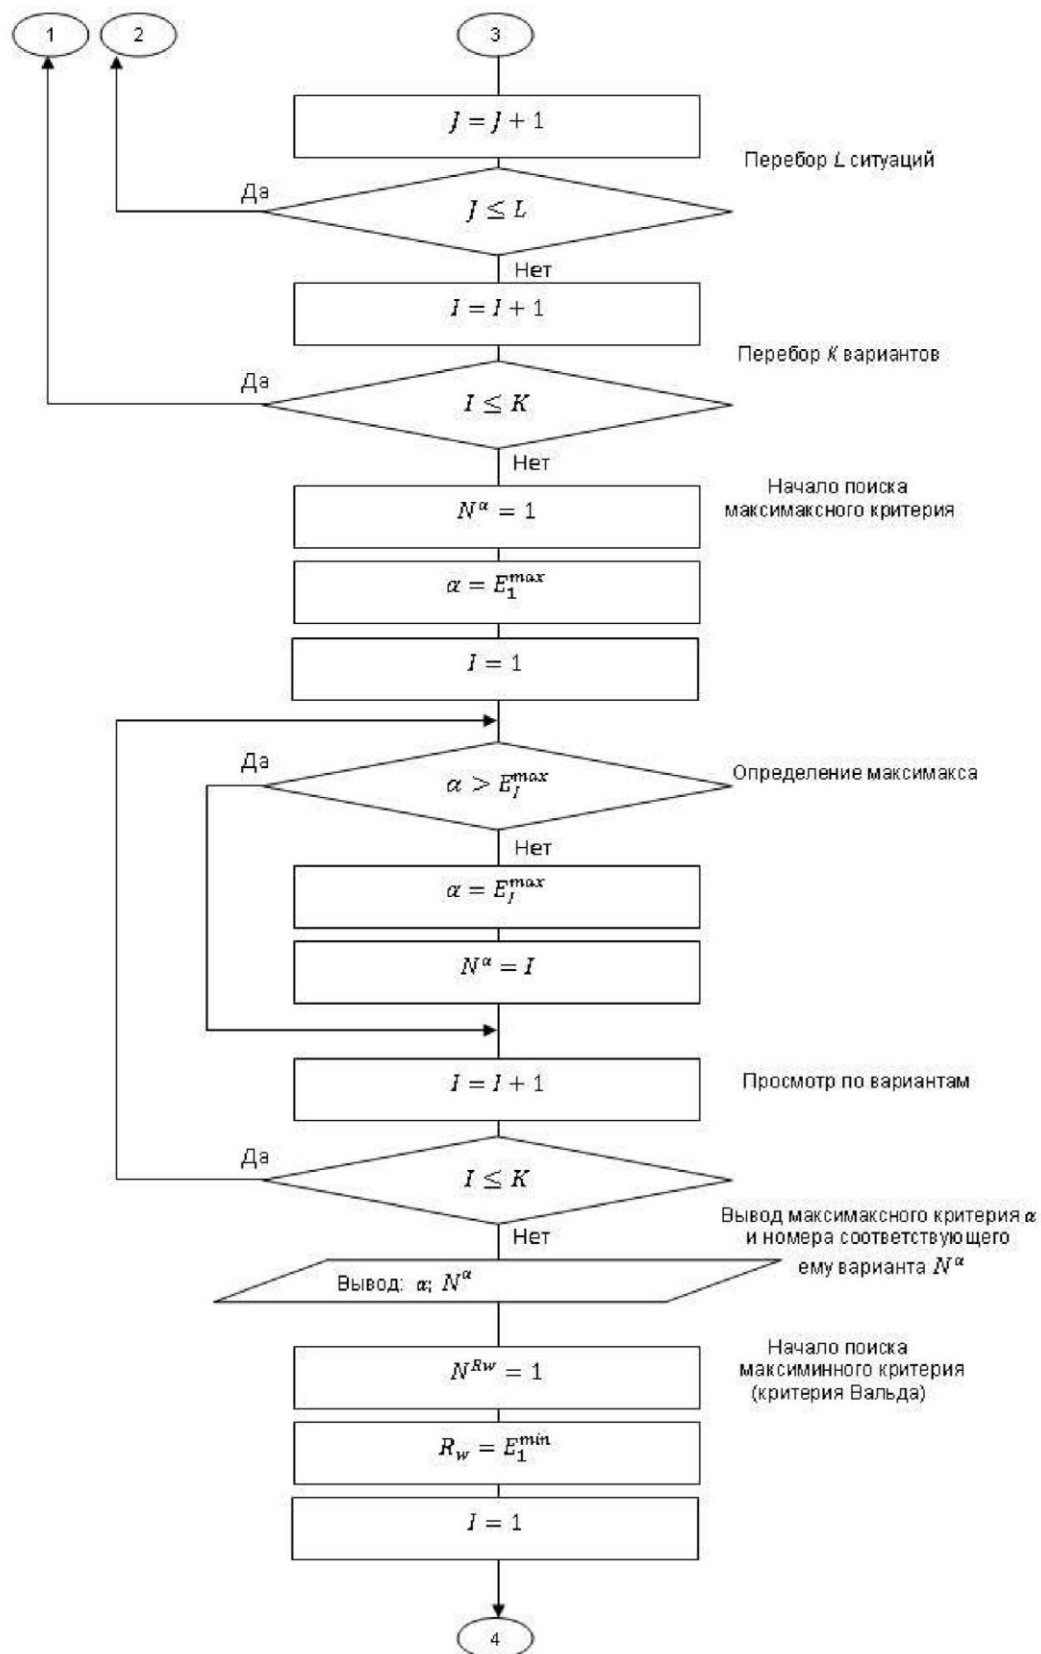 1 2 3
J = J + 1
Перебор L ситуаций
Да
J ≤ L
Нет
I = I + 1
Перебор K вариантов
Да
I ≤ K
Нет
Начало поиска
N^α = 1
максимаксного критерия
α = E_1^max
I = 1
Да
α > E_I^max
Определение максимакса
Нет
α = E_I^max
N^α = I
I = I + 1
Просмотр по вариантам
Да
I ≤ K
Нет
Вывод максимаксного критерия α
и номера соответствующего
ему варианта N^α
Вывод: α; N^α
Начало поиска
максиминного критерия
(критерия Вальда)
N^Rw = 1
R_w = E_1^min
I = 1
4